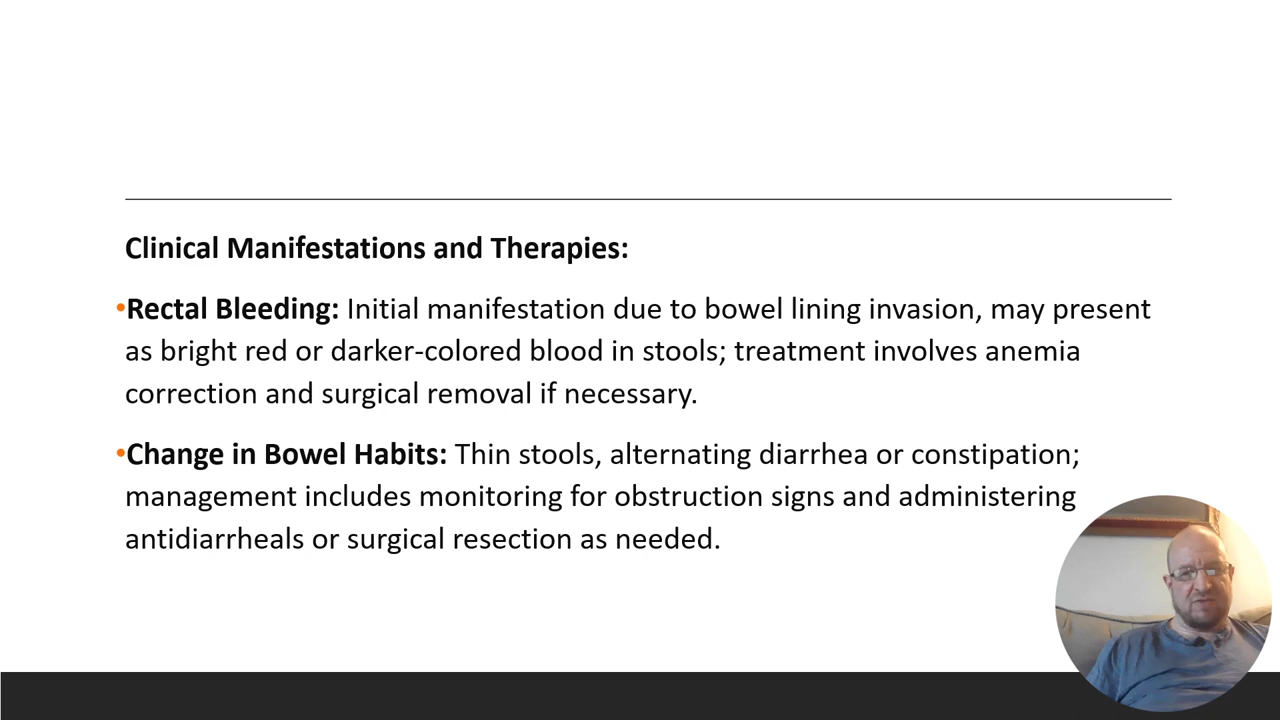 Clinical Manifestations and Therapies:
•Rectal Bleeding: Initial manifestation due to bowel lining invasion, may present
as bright red or darker-colored blood in stools; treatment involves anemia
correction and surgical removal if necessary.
•Change in Bowel Habits: Thin stools, alternating diarrhea or constipation;
management includes monitoring for obstruction signs and administering
antidiarrheals or surgical resection as needed.